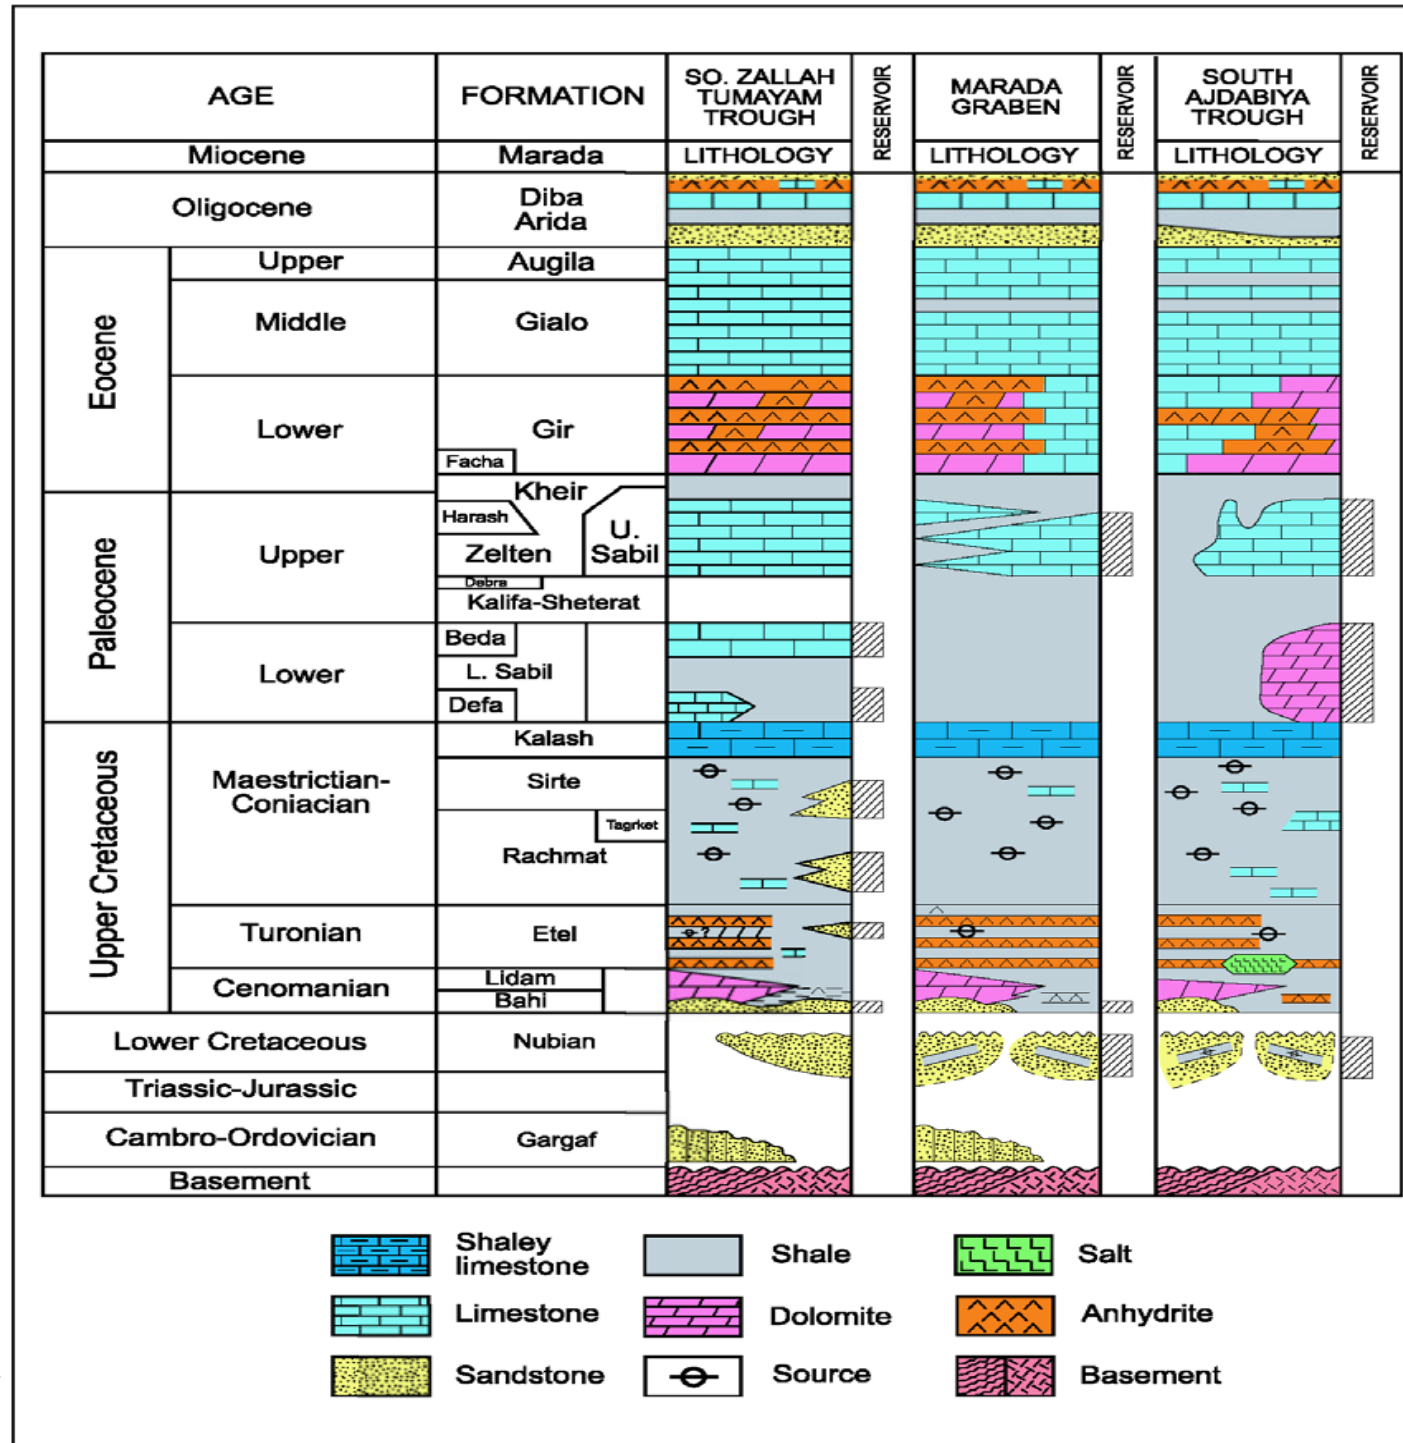 AGE
FORMATION
SO. ZALLAH
TUMAYAM
TROUGH
RESERVOIR
MARADA
GRABEN
RESERVOIR
SOUTH
AJDABIYA
TROUGH
RESERVOIR
Miocene
Marada
LITHOLOGY
LITHOLOGY
LITHOLOGY
Oligocene
Diba
Arida
Eocene
Upper
Augila
Middle
Gialo
Lower
Gir
Facha
Kheir
Paleocene
Upper
Harash
Zelten
U.
Sabil
Debra
Kalifa-Sheterat
Lower
Beda
L. Sabil
Defa
Upper Cretaceous
Maestrictian-
Coniacian
Kalash
Sirte
Tagrket
Rachmat
Turonian
Etel
?
Cenomanian
Lidam
Bahi
Lower Cretaceous
Nubian
Triassic-Jurassic
Cambro-Ordovician
Gargaf
Basement
Shaley
limestone
Shale
Salt
Limestone
Dolomite
Anhydrite
Sandstone
Source
Basement